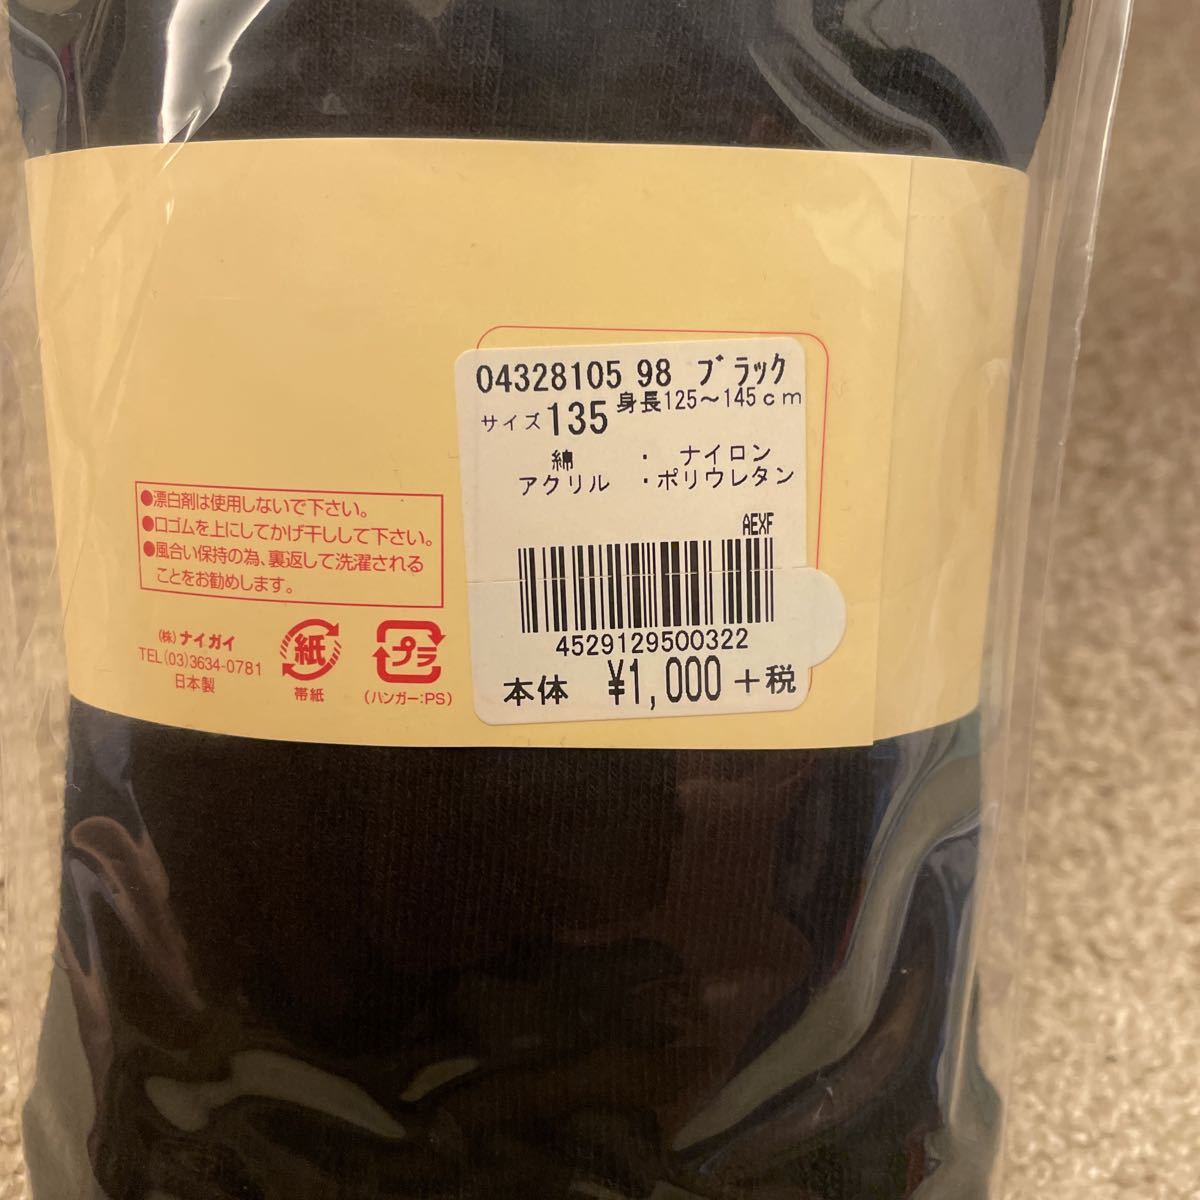 04328105 98 ブラック
サイズ 135 身長125～145cm
綿 ・ ナイロン
アクリル ・ポリウレタン
AEXF
4529129500322
本体 ¥1,000 +税
●漂白剤は使用しないで下さい。
●口ゴムを上にしてかげ干しして下さい。
●風合い保持の為、裏返して洗濯される
ことをお勧めします。
(株)ナイガイ
TEL(03)3634-0781
日本製
紙
帯紙
プラ
(ハンガー:PS)